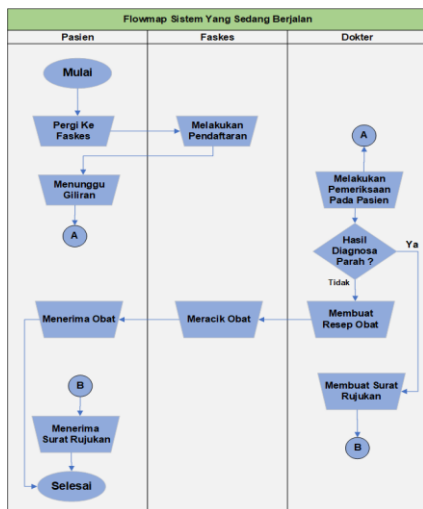 Flowmap Sistem Yang Sedang Berjalan
Pasien
Faskes
Dokter
Mulai
Pergi Ke
Faskes
Melakukan
Pendaftaran
A
Menunggu
Giliran
A
Melakukan
Pemeriksaan
Pada Pasien
Hasil
Diagnosa
Parah ?
Ya
Tidak
Menerima Obat
Meracik Obat
Membuat
Resep Obat
B
Membuat Surat
Rujukan
Menerima
Surat Rujukan
B
Selesai